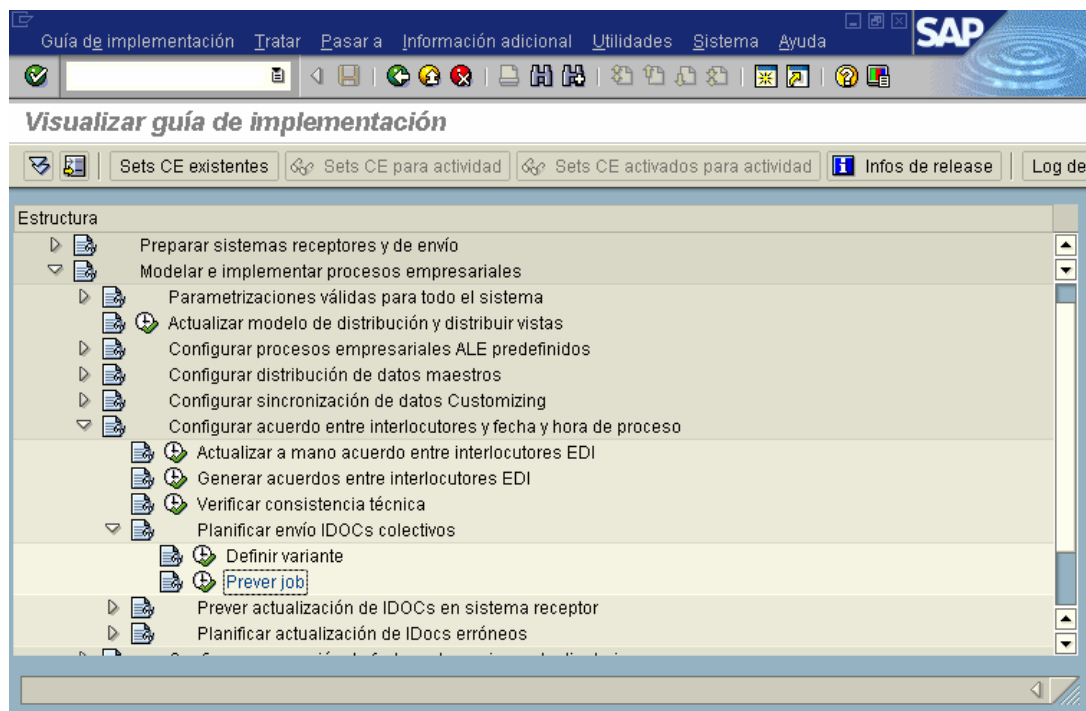 Guía de implementación Tratar Pasar a Información adicional Utilidades Sistema Ayuda
SAP
Visualizar guía de implementación
Sets CE existentes Sets CE para actividad Sets CE activados para actividad Infos de release Log de
Estructura
Preparar sistemas receptores y de envío
Modelar e implementar procesos empresariales
Parametrizaciones válidas para todo el sistema
Actualizar modelo de distribución y distribuir vistas
Configurar procesos empresariales ALE predefinidos
Configurar distribución de datos maestros
Configurar sincronización de datos Customizing
Configurar acuerdo entre interlocutores y fecha y hora de proceso
Actualizar a mano acuerdo entre interlocutores EDI
Generar acuerdos entre interlocutores EDI
Verificar consistencia técnica
Planificar envío IDOCs colectivos
Definir variante
Prever job
Prever actualización de IDOCs en sistema receptor
Planificar actualización de IDocs erróneos